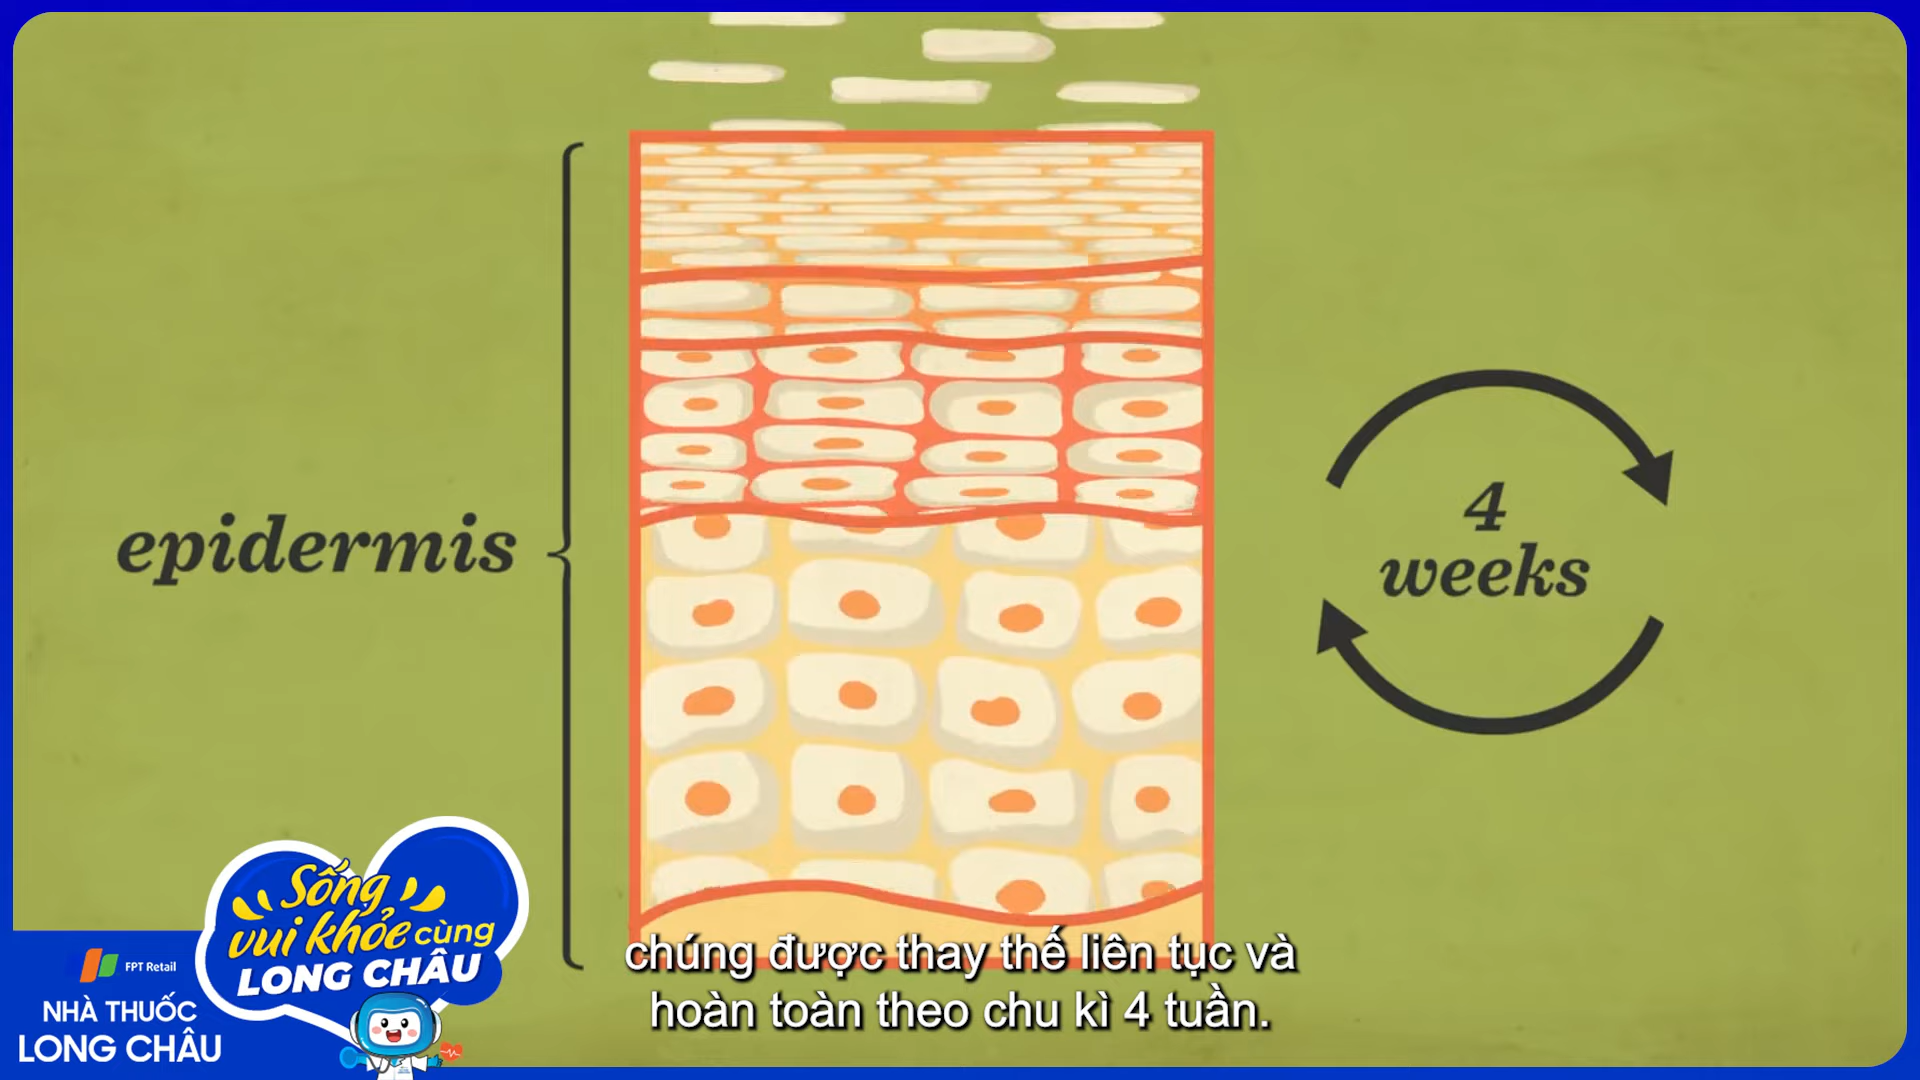 epidermis
4
weeks
Sống
vui khỏe cùng
LONG CHÂU
FPT Retail
NHÀ THUỐC
LONG CHÂU
chúng được thay thế liên tục và
hoàn toàn theo chu kì 4 tuần.